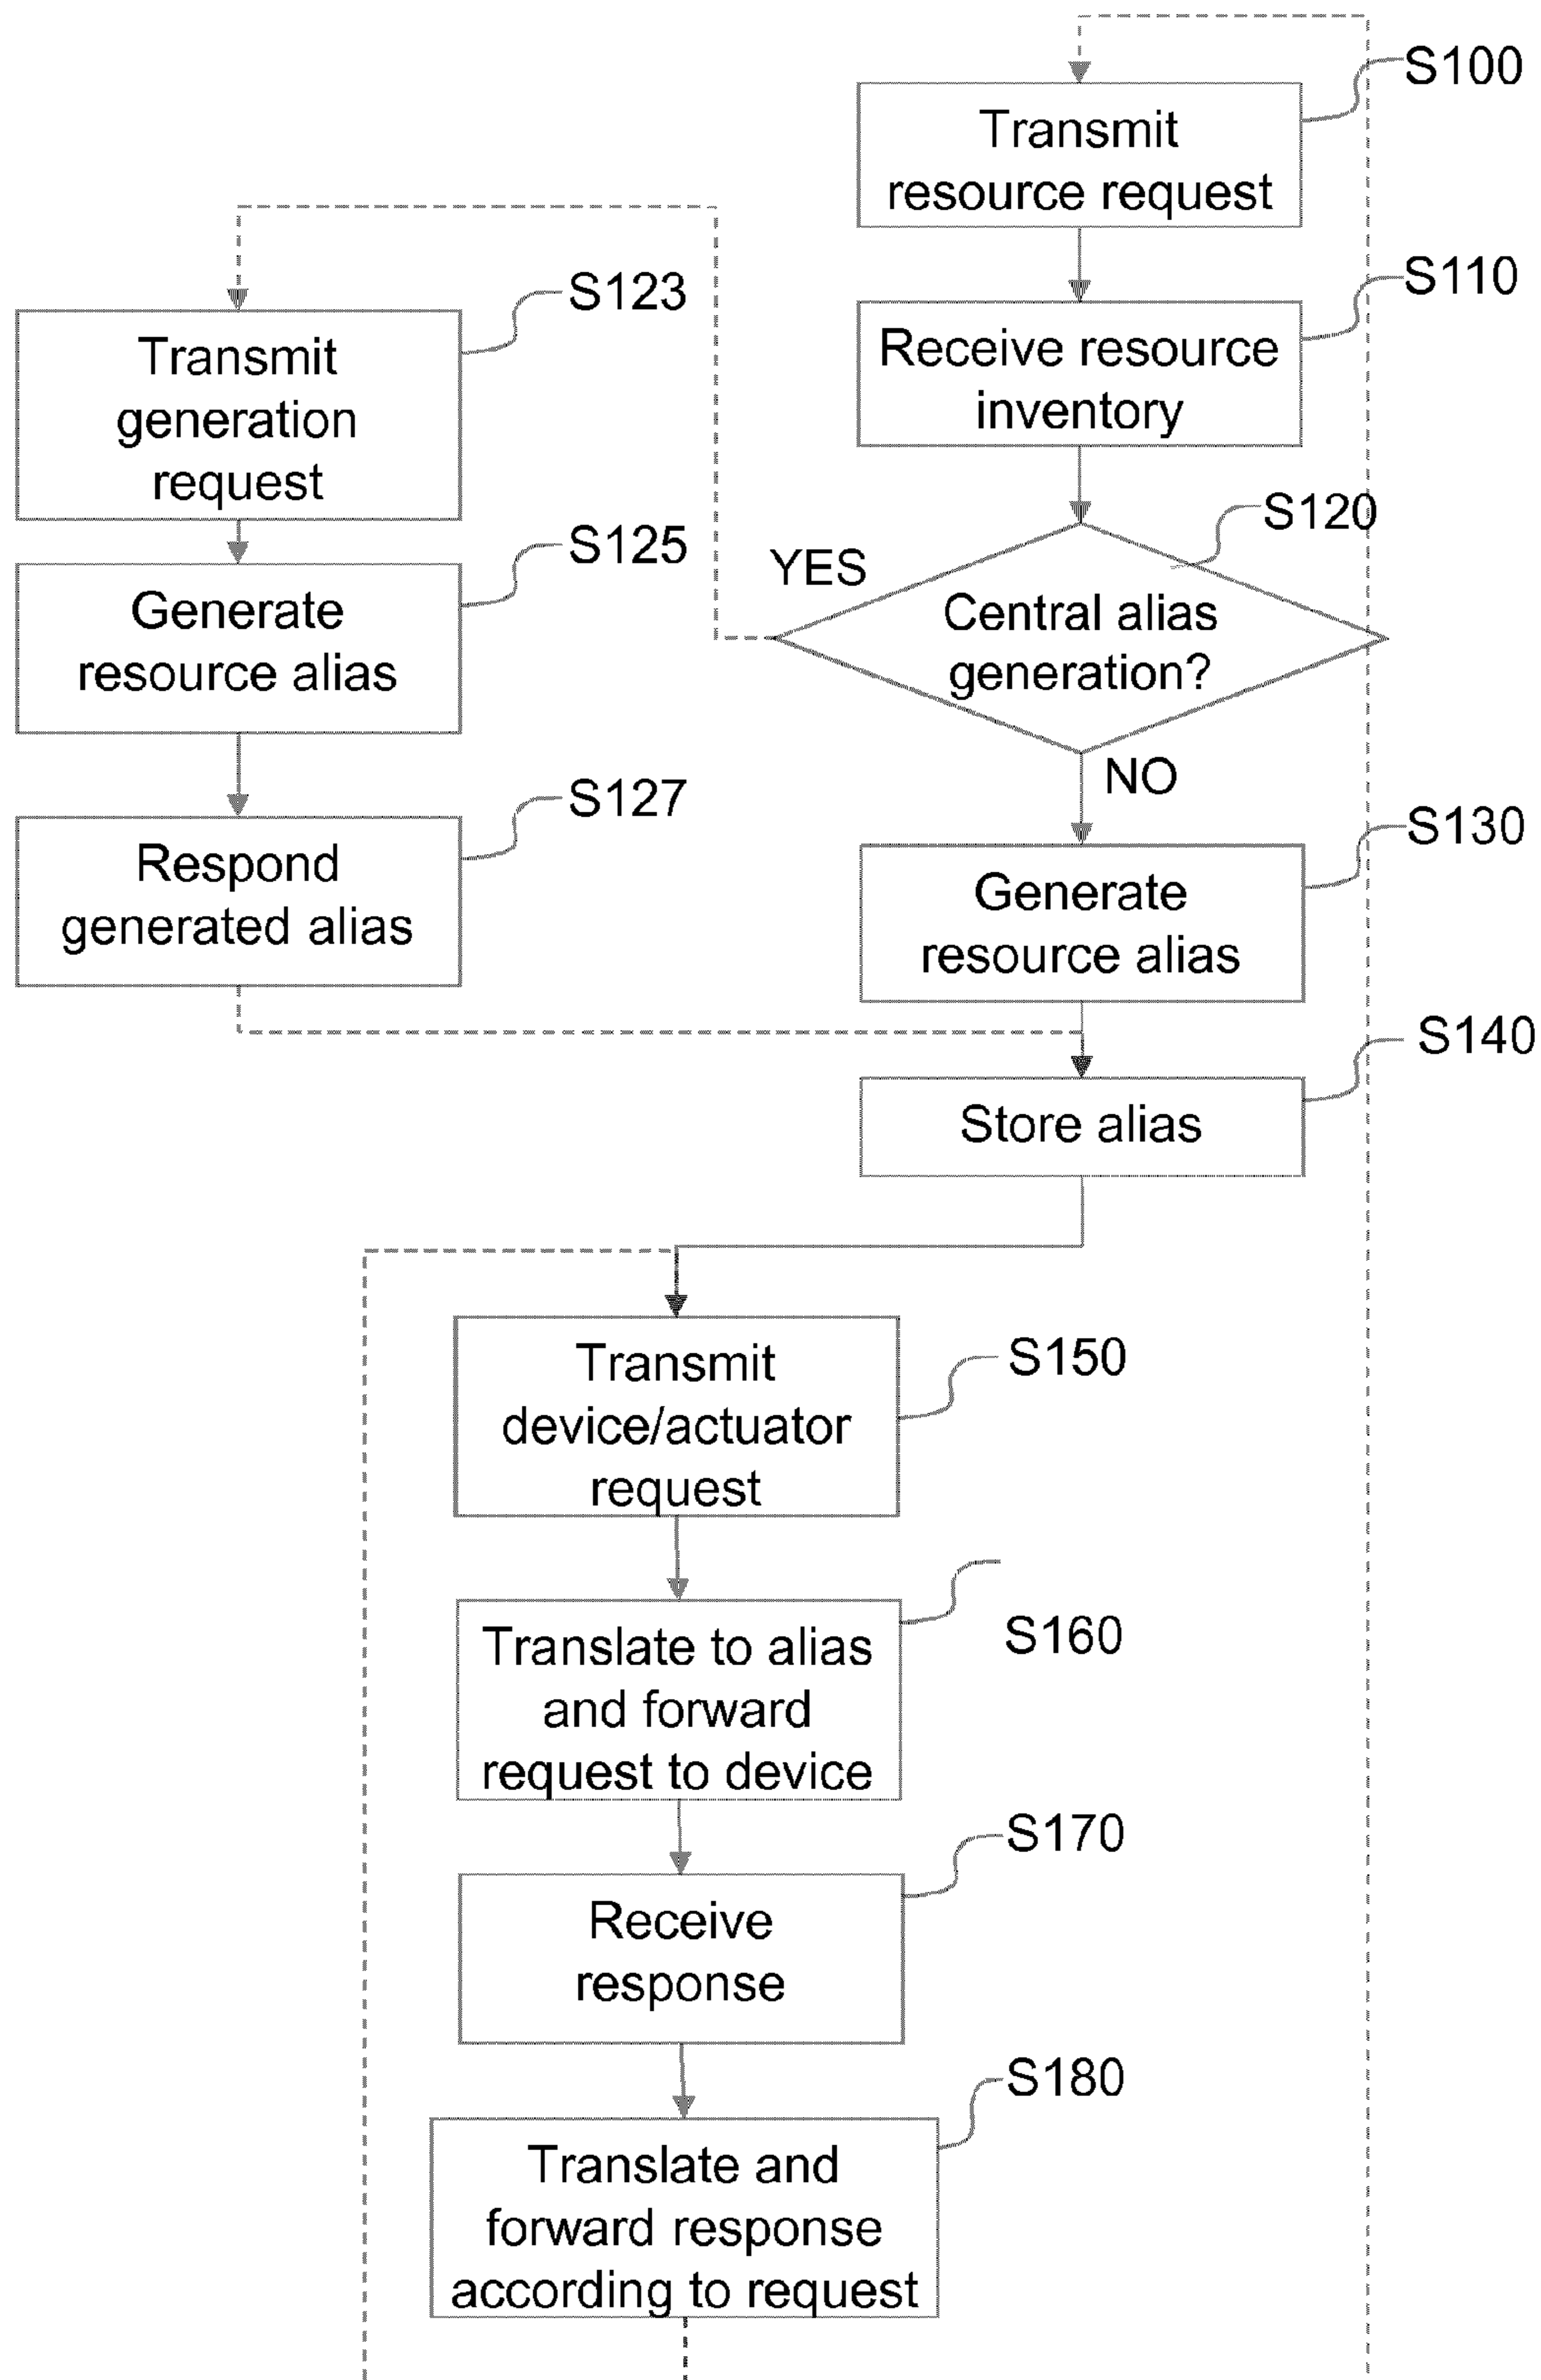 S100
Transmit
resource request
S110
Receive resource
inventory
S120
YES
Central alias
generation?
NO
S123
Transmit
generation
request
S125
Generate
resource alias
S127
Respond
generated alias
S130
Generate
resource alias
S140
Store alias
S150
Transmit
device/actuator
request
S160
Translate to alias
and forward
request to device
S170
Receive
response
S180
Translate and
forward response
according to request